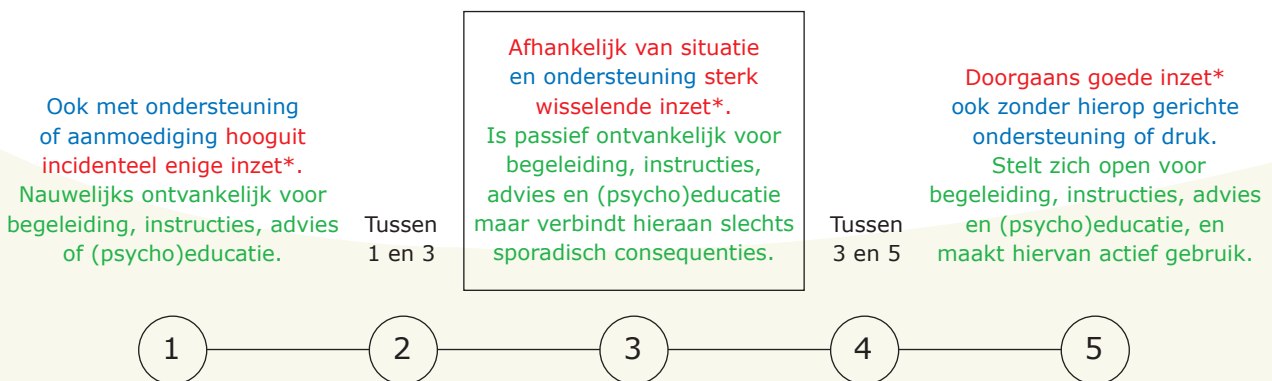 Ook met ondersteuning
of aanmoediging hooguit
incidenteel enige inzet*.
Nauwelijks ontvankelijk voor
begeleiding, instructies, advies
of (psycho)educatie.
Tussen
1 en 3
Afhankelijk van situatie
en ondersteuning sterk
wisselende inzet*.
Is passief ontvankelijk voor
begeleiding, instructies,
advies en (psycho)educatie
maar verbindt hieraan slechts
sporadisch consequenties.
Tussen
3 en 5
Doorgaans goede inzet*
ook zonder hierop gerichte
ondersteuning of druk.
Stelt zich open voor
begeleiding, instructies, advies
en (psycho)educatie, en
maakt hiervan actief gebruik.
1
2
3
4
5